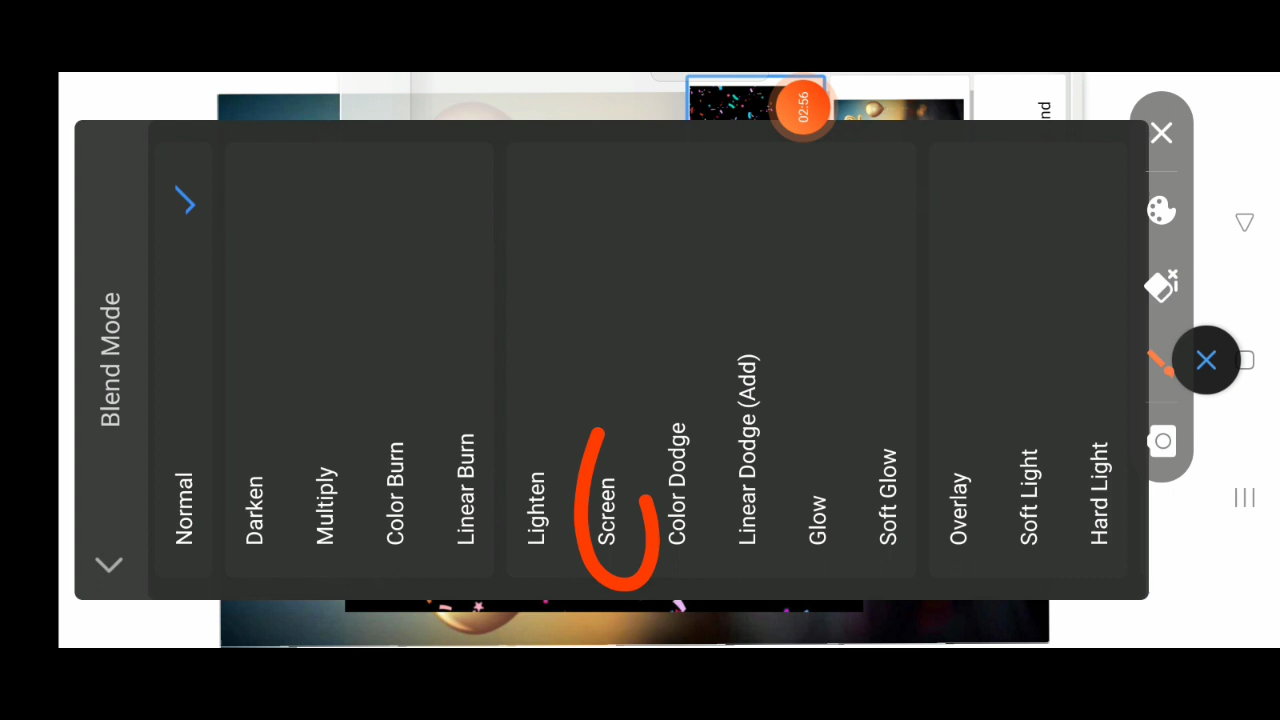 Blend Mode
Normal
Darken
Multiply
Color Burn
Linear Burn
Lighten
Screen
Color Dodge
Linear Dodge (Add)
Glow
Soft Glow
Overlay
Soft Light
Hard Light
02:56
nd